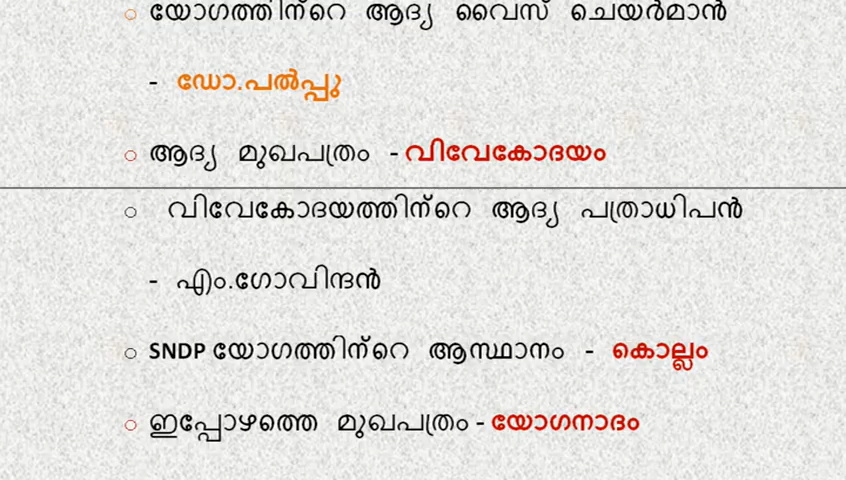 യോഗത്തിന്റെ ആദ്യ വൈസ് ചെയർമാൻ
- ഡോ.പൽപ്പു
ആദ്യ മുഖപത്രം -വിവേകോദയം
വിവേകോദയത്തിന്റെ ആദ്യ പത്രാധിപൻ
- എം.ഗോവിന്ദൻ
SNDP യോഗത്തിന്റെ ആസ്ഥാനം - കൊല്ലം
ഇപ്പോഴത്തെ മുഖപത്രം - യോഗനാദം